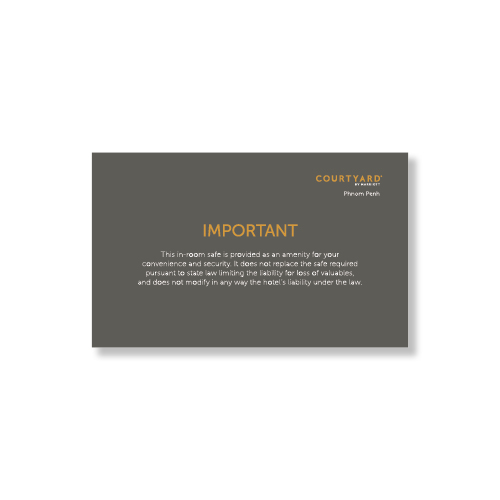 COURTYARD®
BY MARRIOTT
Phnom Penh
IMPORTANT
This in-room safe is provided as an amenity for your
convenience and security. It does not replace the safe required
pursuant to state law limiting the liability for loss of valuables,
and does not modify in any way the hotel's liability under the law.